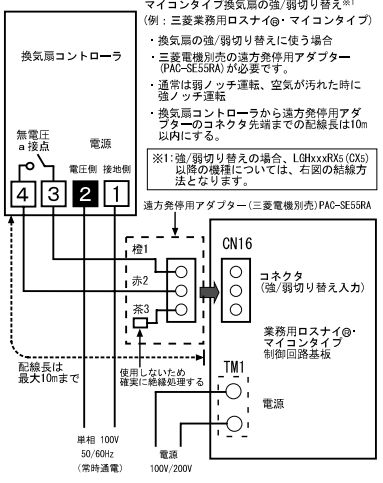 マイコンタイプ換気扇の強/弱切り替え※1
(例：三菱業務用ロスナイ®・マイコンタイプ)
・換気扇の強/弱切り替えに使う場合
・三菱電機別売の遠方発停用アダプター
(PAC-SE55RA)が必要です。
・通常は弱ノッチ運転、空気が汚れた時に
強ノッチ運転
・換気扇コントローラから遠方発停用アダ
プターのコネクタ先端までの配線長は10m
以内にする。
※1：強/弱切り替えの場合、LGHxxxRX5(CX5)
以降の機種については、右図の結線方
法となります。
換気扇コントローラ
無電圧
a接点
電源
電圧側 接地側
4 3 2 1
遠方発停用アダプター(三菱電機別売)PAC-SE55RA
橙1
赤2
茶3
CN16
コネクタ
(強/弱切り替え入力)
業務用ロスナイ®・
マイコンタイプ
制御回路基板
配線長は
最大10mまで
使用しないため
確実に絶縁処理する
TM1
電源
単相 100V
50/60Hz
(常時通電)
電源
100V/200V